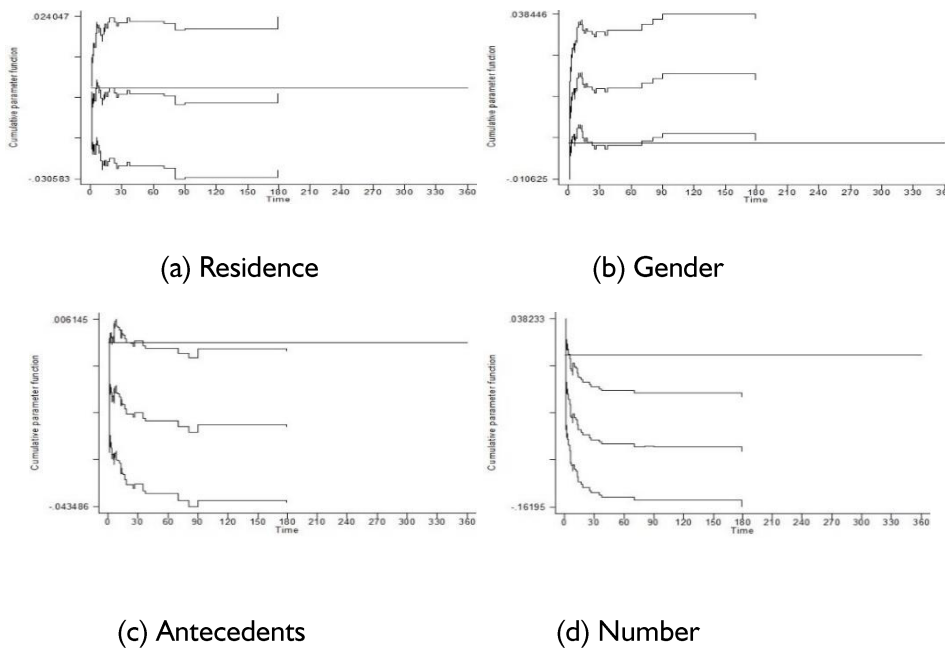 .024047
Cumulative parameter function
-.030583
0 30 60 90 120 150 180 210 240 270 300 330 360
Time
(a) Residence
.038446
Cumulative parameter function
-.010625
0 30 60 90 120 150 180 210 240 270 300 330 360
Time
(b) Gender
.006145
Cumulative parameter function
-.043486
0 30 60 90 120 150 180 210 240 270 300 330 360
Time
(c) Antecedents
.038233
Cumulative parameter function
-.16195
0 30 60 90 120 150 180 210 240 270 300 330 360
Time
(d) Number